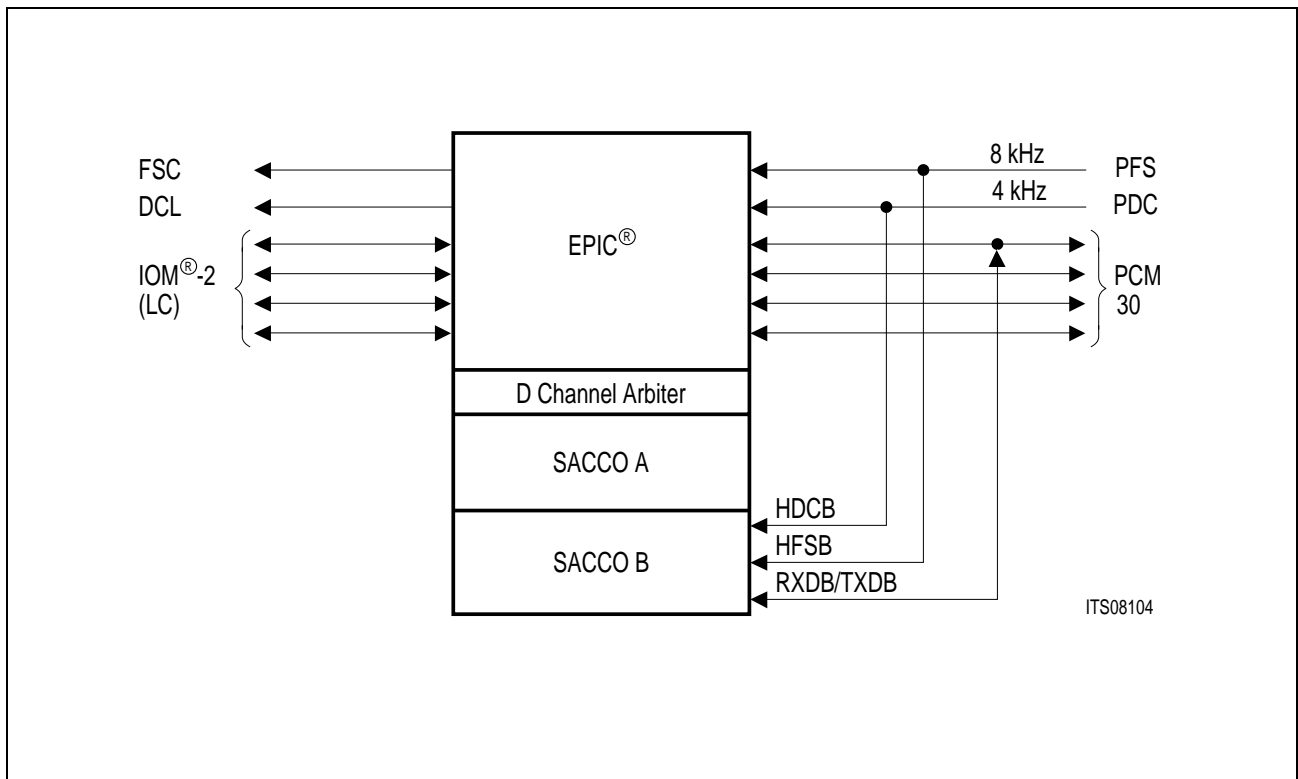 FSC
DCL
IOM®-2
(LC)
EPIC®
8 kHz
PFS
4 kHz
PDC
PCM
30
D Channel Arbiter
SACCO A
SACCO B
HDCB
HFSB
RXDB/TXDB
ITS08104